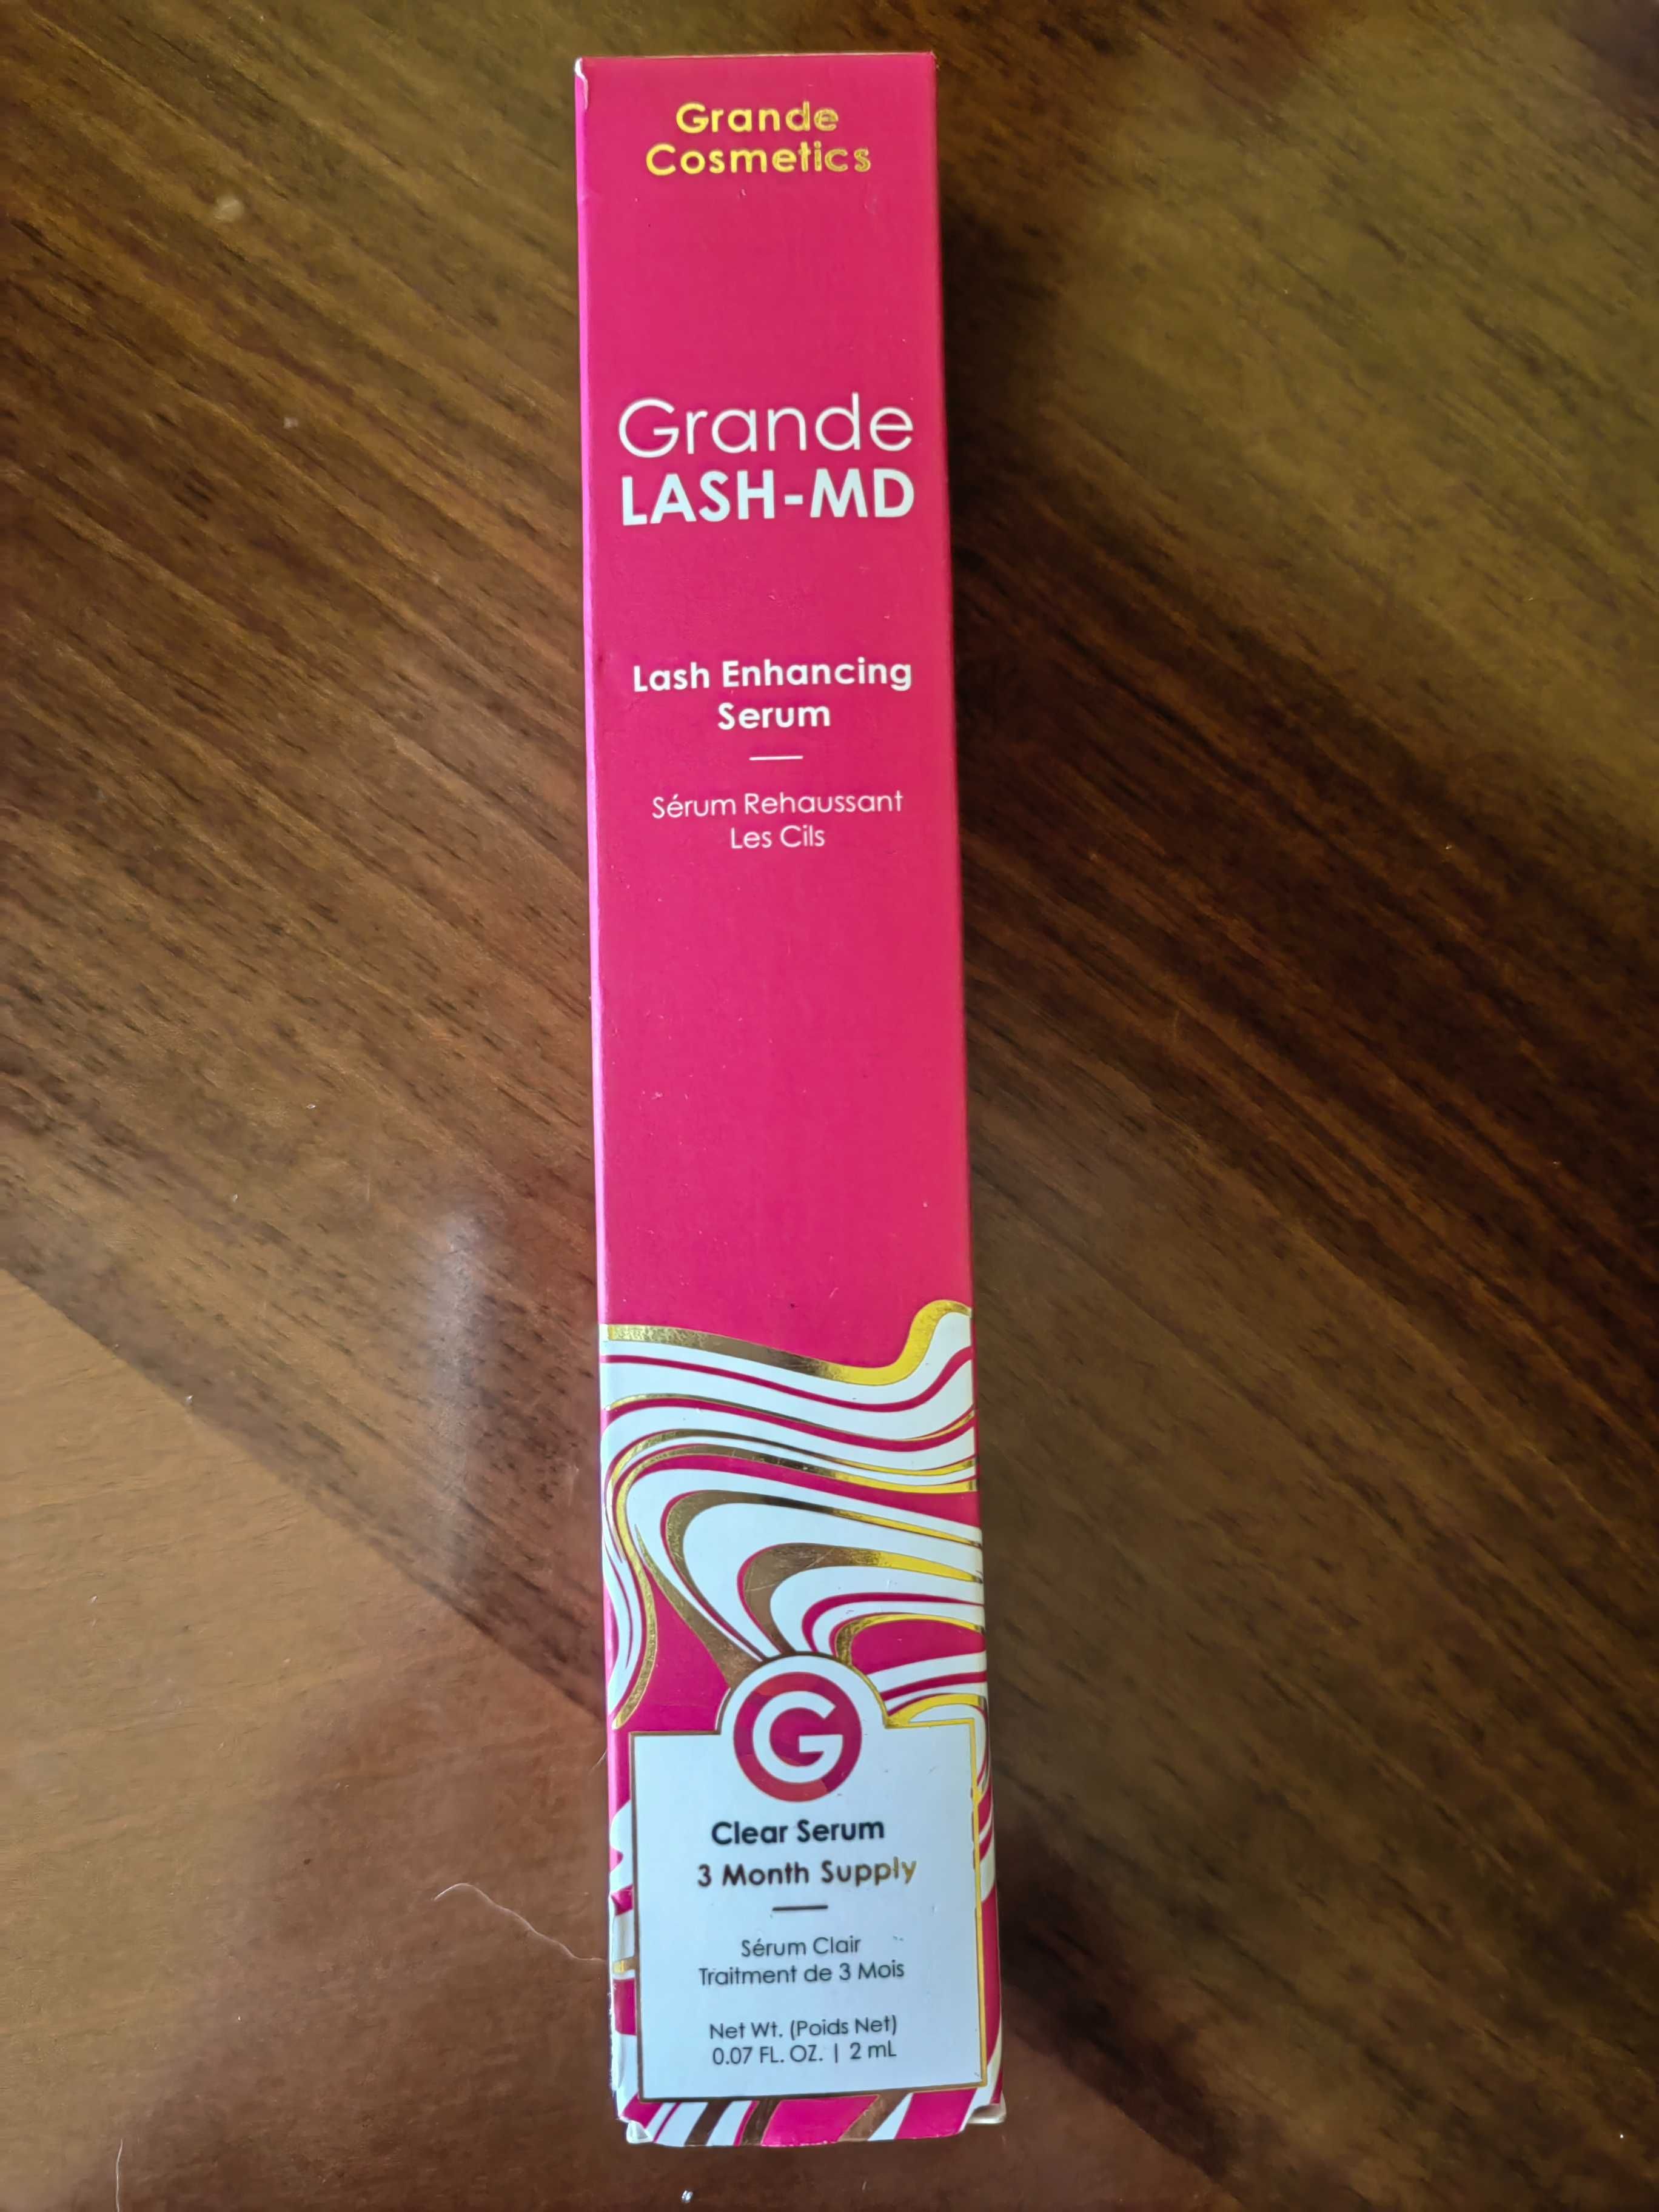 Grande
Cosmetics
Grande
LASH-MD
Lash Enhancing
Serum
Sérum Rehaussant
Les Cils
G
Clear Serum
3 Month Supply
Sérum Clair
Traitment de 3 Mois
Net Wt. (Poids Net)
0.07 FL. OZ. | 2 mL